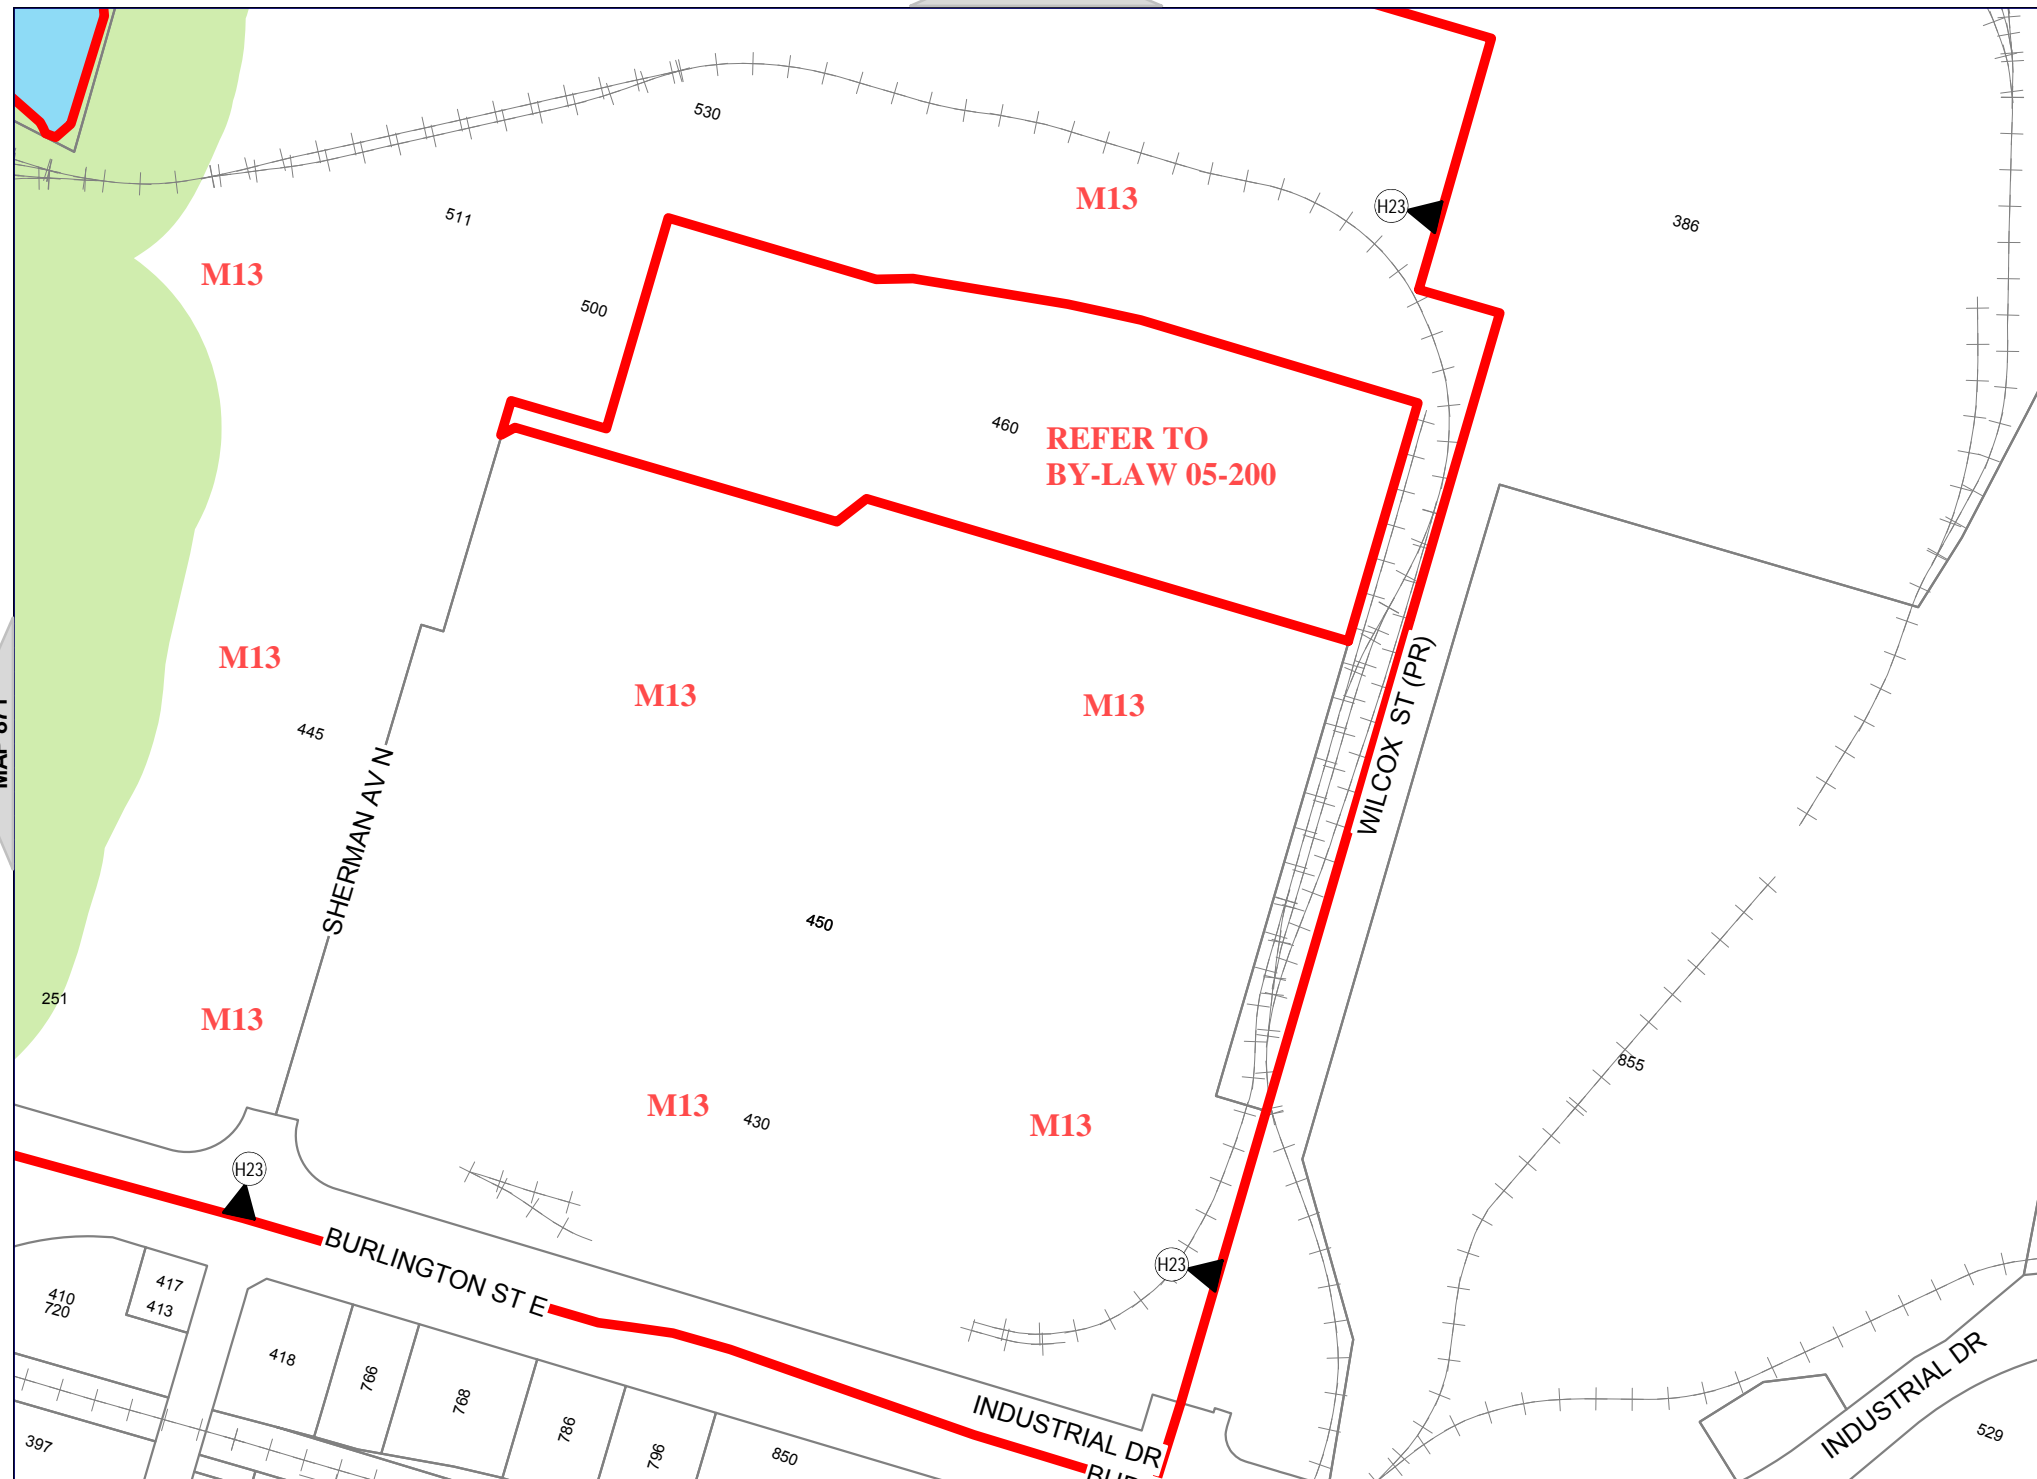 530
M13
H23
511
386
M13
500
460
REFER TO
BY-LAW 05-200
M13
M13
M13
445
SHERMAN AV N
WILCOX ST (PR)
450
251
M13
855
M13
430
M13
H23
BURLINGTON ST E
H23
410
720
417
413
418
766
768
786
796
850
INDUSTRIAL DR
INDUSTRIAL DR
397
529